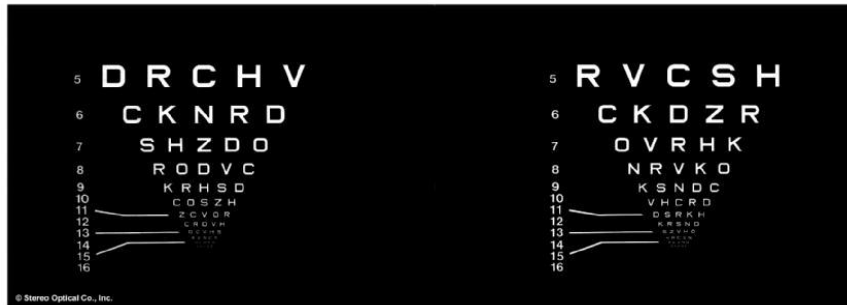 5 D R C H V
6 C K N R D
7 S H Z D O
8 R O D V C
9 K R H S D
10 C O S Z H
11 Z C V O R
12 C R D V H
13
14
15
16
5 R V C S H
6 C K D Z R
7 O V R H K
8 N R V K O
9 K S N D C
10 V H C R D
11 D S R K H
12 K R S N D
13 S Z V H O
14
15
16
© Stereo Optical Co., Inc.